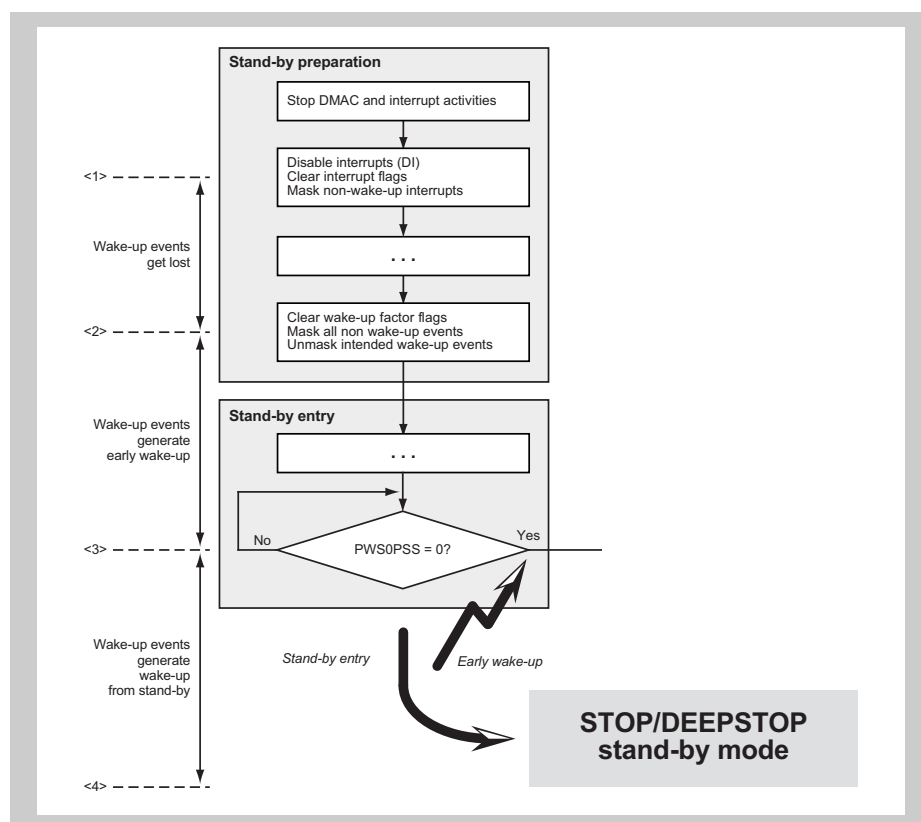 Stand-by preparation
Stop DMAC and interrupt activities
Disable interrupts (DI)
Clear interrupt flags
Mask non-wake-up interrupts
<1>
Wake-up events
get lost
. . .
Clear wake-up factor flags
Mask all non wake-up events
Unmask intended wake-up events
<2>
Stand-by entry
Wake-up events
generate
early wake-up
. . .
No
PWS0PSS = 0?
Yes
<3>
Wake-up events
generate
wake-up
from stand-by
Stand-by entry
Early wake-up
STOP/DEEPSTOP
stand-by mode
<4>